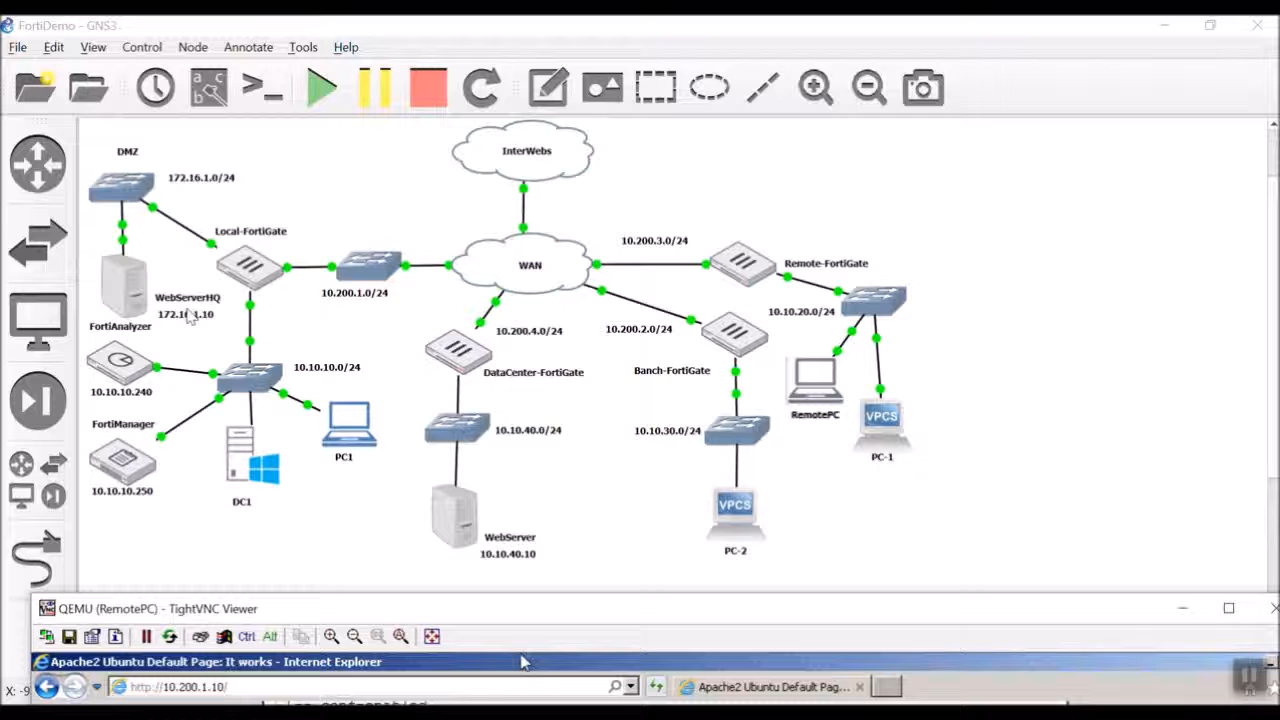 FortiDemo - GNS3
File Edit View Control Node Annotate Tools Help
DMZ
172.16.1.0/24
InterWebs
Local-FortiGate
10.200.1.0/24
WAN
10.200.3.0/24
Remote-FortiGate
10.10.20.0/24
WebServerHQ
FortiAnalyzer
10.10.10.240
10.10.10.0/24
FortiManager
10.10.10.250
DC1
PC1
10.200.4.0/24
DataCenter-FortiGate
10.10.40.0/24
WebServer
10.10.40.10
10.200.2.0/24
Banch-FortiGate
10.10.30.0/24
VPCS
PC-2
RemotePC
VPCS
PC-1
QEMU (RemotePC) - TightVNC Viewer
Ctrl Alt
Apache2 Ubuntu Default Page: It works - Internet Explorer
X: -9
http://10.200.1.10/
Apache2 Ubuntu Default Pag...